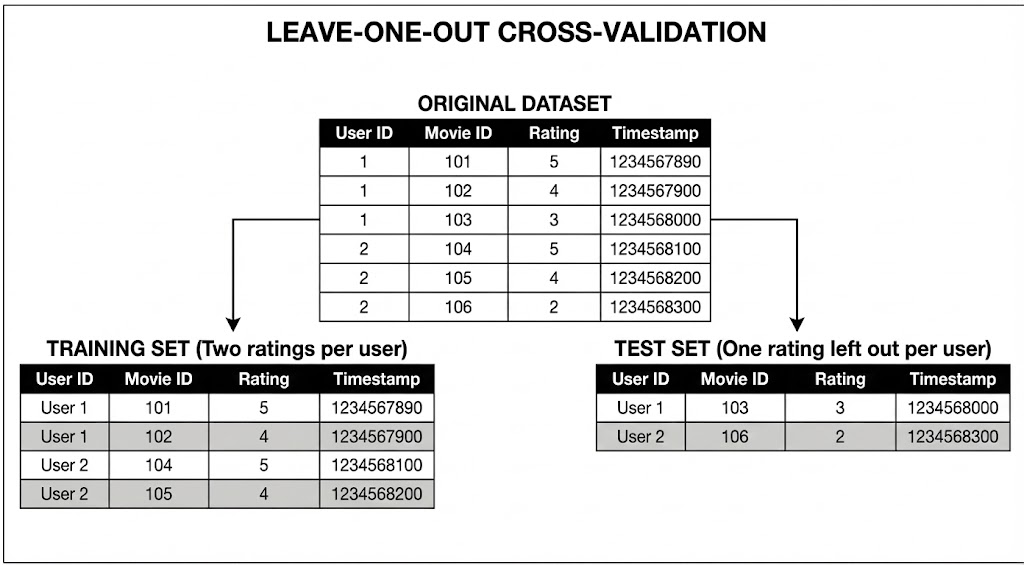 LEAVE-ONE-OUT CROSS-VALIDATION
ORIGINAL DATASET
User ID Movie ID Rating Timestamp
1 101 5 1234567890
1 102 4 1234567900
1 103 3 1234568000
2 104 5 1234568100
2 105 4 1234568200
2 106 2 1234568300
TRAINING SET (Two ratings per user)
User ID Movie ID Rating Timestamp
User 1 101 5 1234567890
User 1 102 4 1234567900
User 2 104 5 1234568100
User 2 105 4 1234568200
TEST SET (One rating left out per user)
User ID Movie ID Rating Timestamp
User 1 103 3 1234568000
User 2 106 2 1234568300